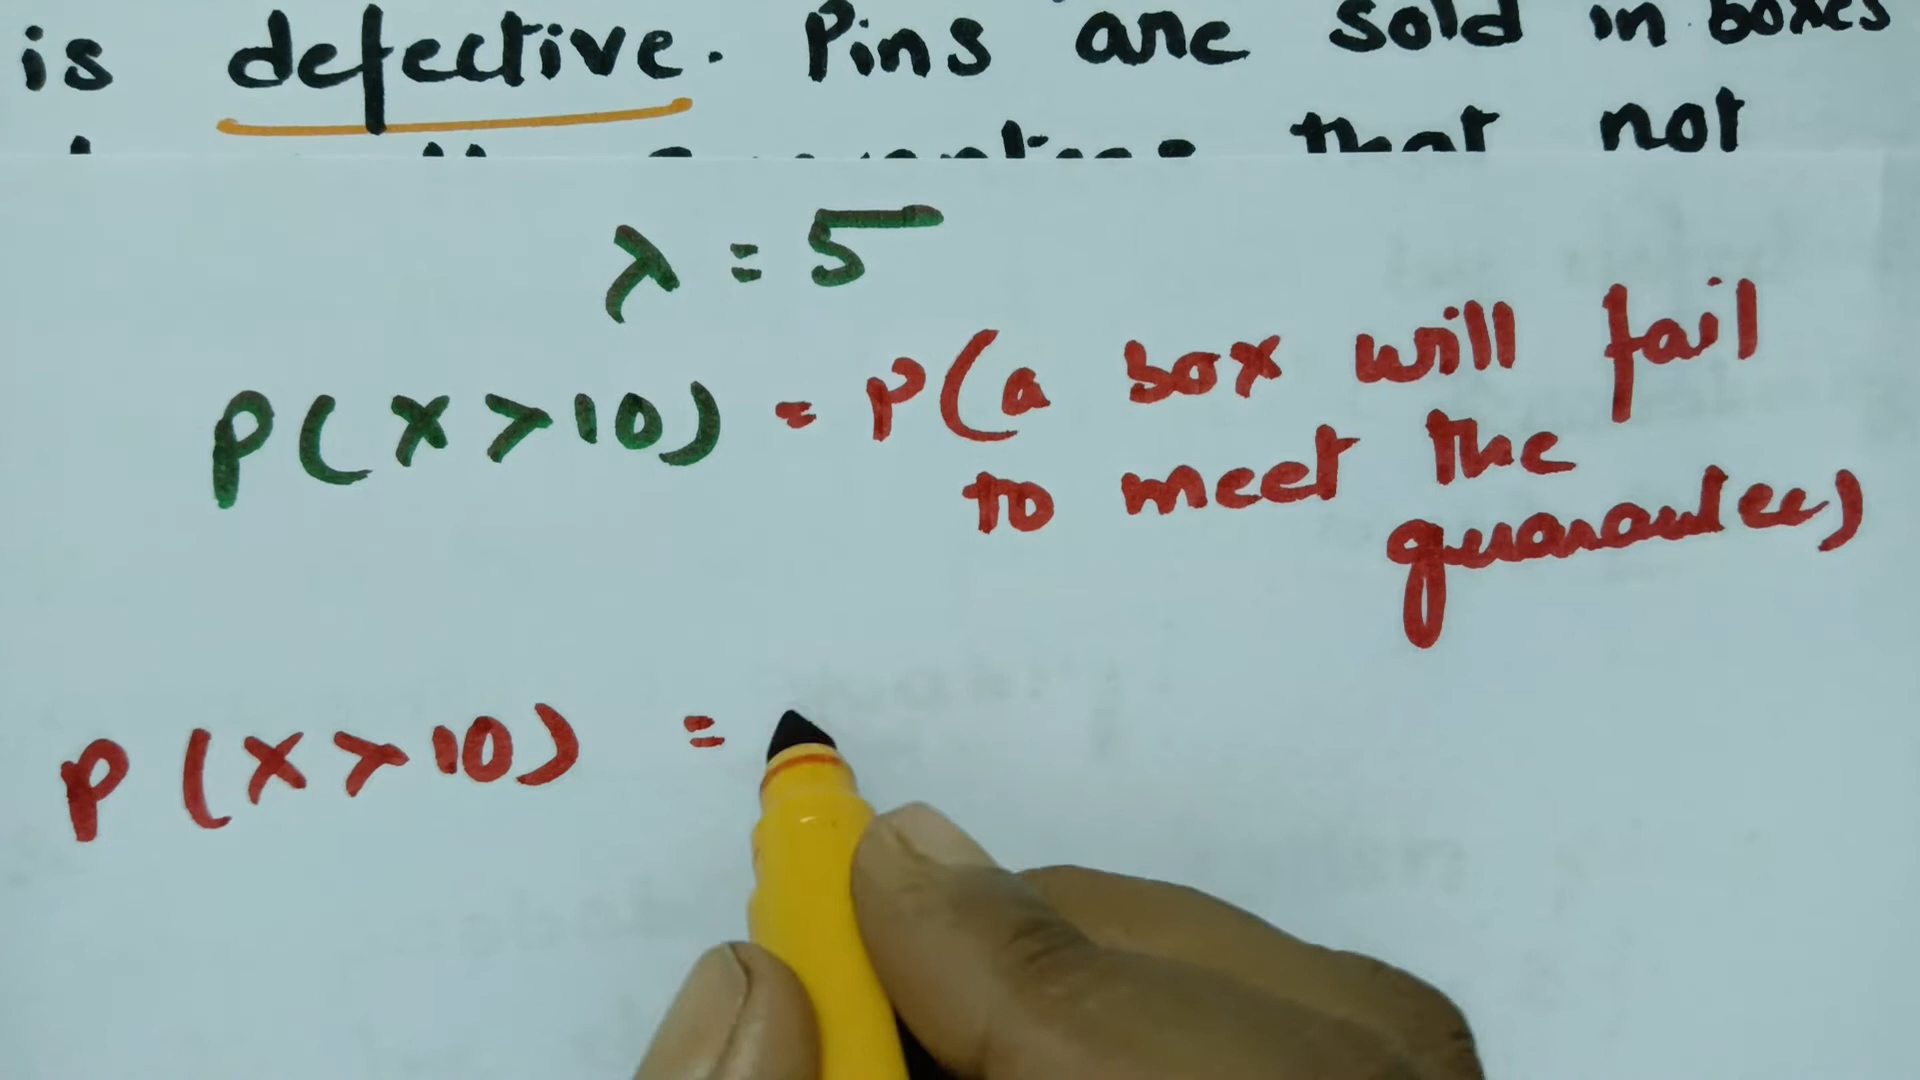 is defective. Pins are sold in boxes
that not
λ = 5
P(x>10) = P(a box will fail
to meet the
guarantee)
P(x>10) =